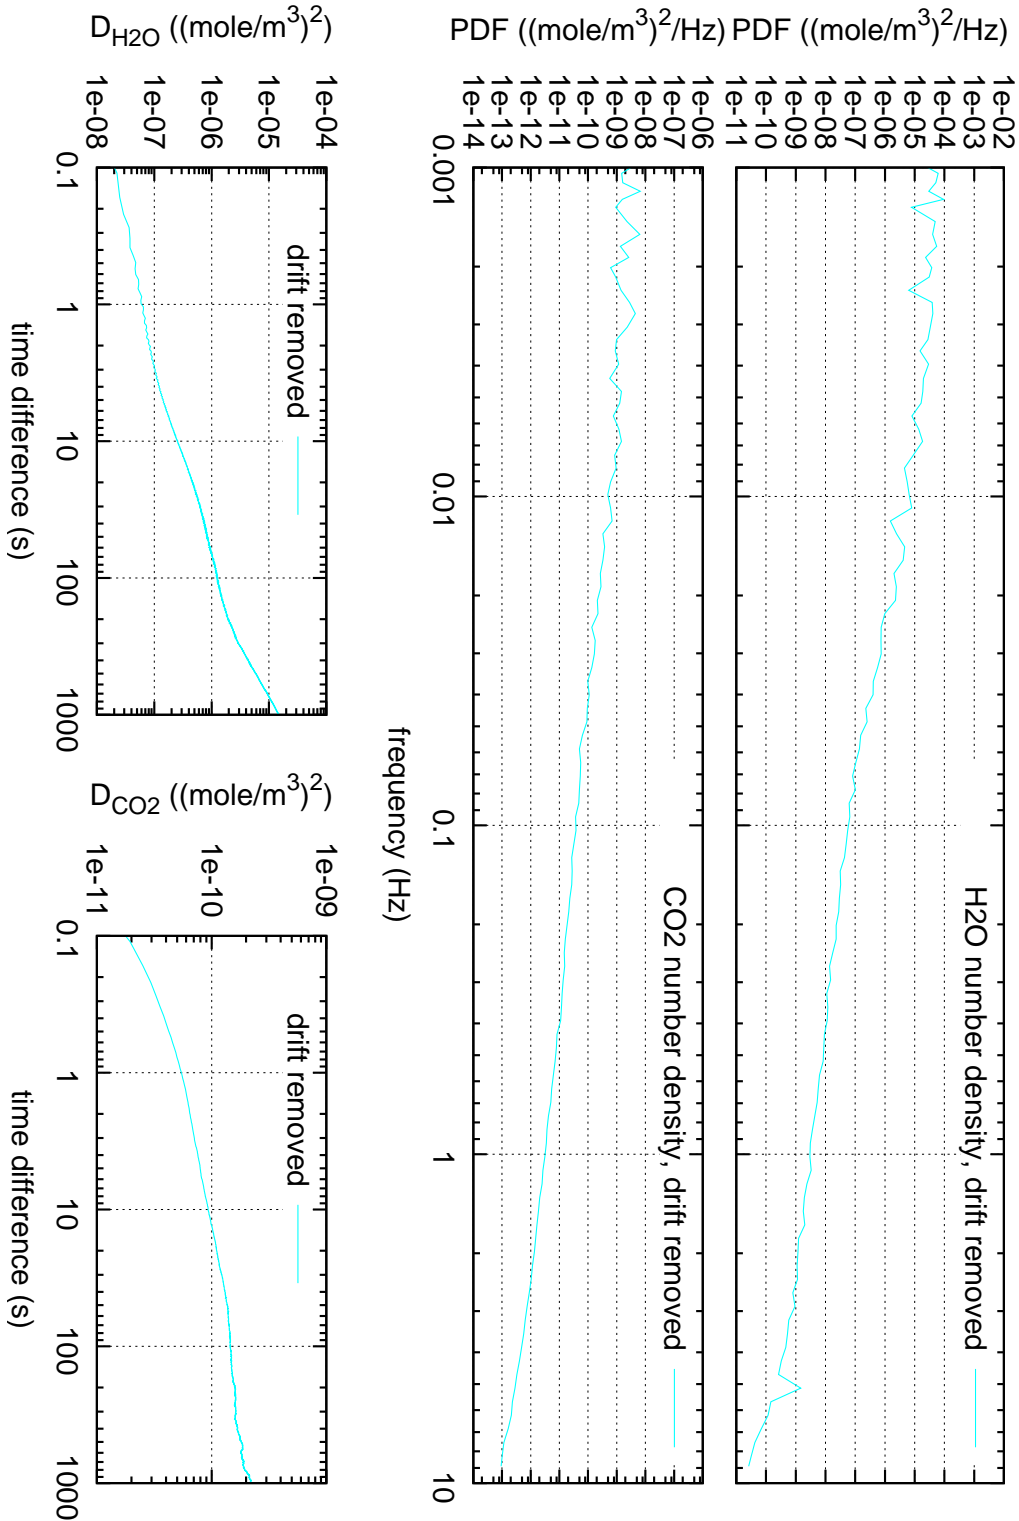 PDF ((mole/m3)2/Hz)
1e-02
1e-03
1e-04
1e-05
1e-06
1e-07
1e-08
1e-09
1e-10
1e-11
H2O number density, drift removed
PDF ((mole/m3)2/Hz)
1e-06
1e-07
1e-08
1e-09
1e-10
1e-11
1e-12
1e-13
1e-14
CO2 number density, drift removed
0.001
0.01
0.1
1
10
frequency (Hz)
DH2O ((mole/m3)2)
1e-04
1e-05
1e-06
1e-07
1e-08
drift removed
0.1
1
10
100
1000
time difference (s)
DCO2 ((mole/m3)2)
1e-09
1e-10
1e-11
drift removed
0.1
1
10
100
1000
time difference (s)